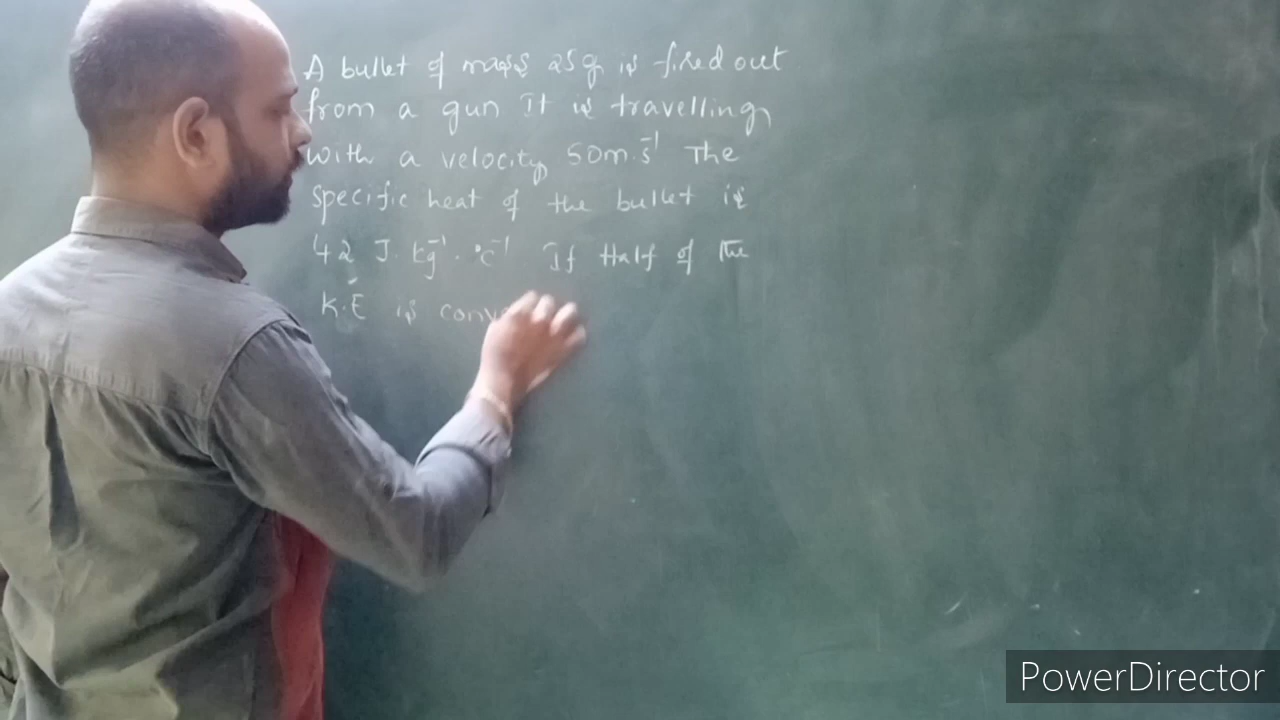 A bullet of mass 25g is fired out
from a gun It is travelling
with a velocity 50m.s⁻¹ The
specific heat of the bullet is
42 J.kg⁻¹.°c⁻¹ If Half of the
K.E is conv
PowerDirector